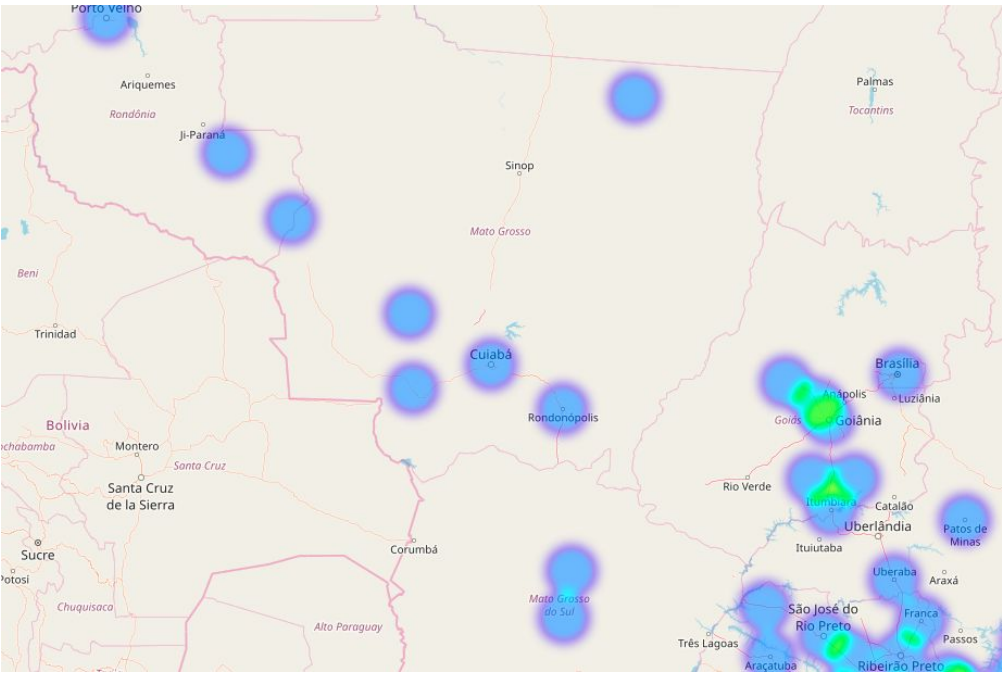 Porto Velho
Palmas
Ariquemes
Tocantins
Rondônia
Ji-Paraná
Sinop
Mato Grosso
Beni
Trinidad
Cuiabá
Brasília
Anápolis
Luziânia
Rondonópolis
Goiás
Goiânia
Bolivia
ochabamba
Montero
Santa Cruz
Santa Cruz
de la Sierra
Rio Verde
Itumbiara
Catalão
Uberlândia
Patos de
Minas
Corumbá
Ituiutaba
Sucre
Potosí
Uberaba
Araxá
Chuquisaca
Mato Grosso
do Sul
São José do
Rio Preto
Franca
Alto Paraguay
Três Lagoas
Passos
Araçatuba
Ribeirão Preto